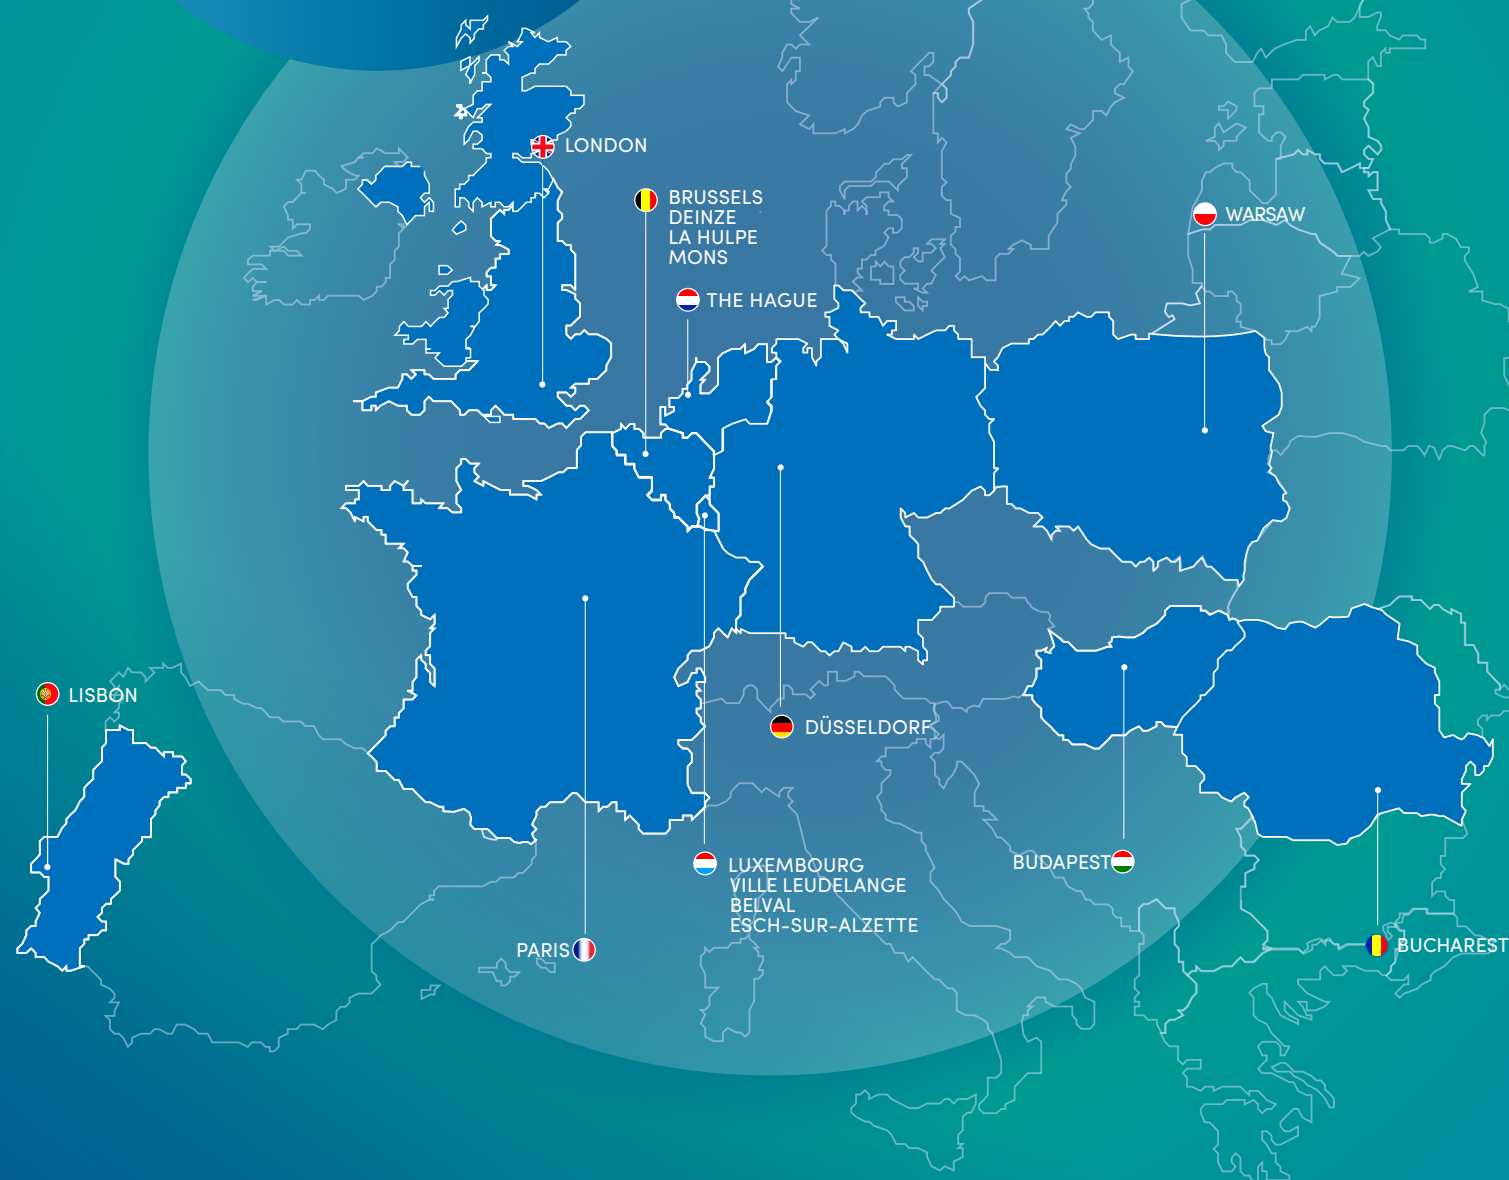 LONDON
BRUSSELS
DEINZE
LA HULPE
MONS
WARSAW
THE HAGUE
LISBON
DÜSSELDORF
LUXEMBOURG
VILLE LEUDELANGE
BELVAL
ESCH-SUR-ALZETTE
BUDAPEST
PARIS
BUCHAREST